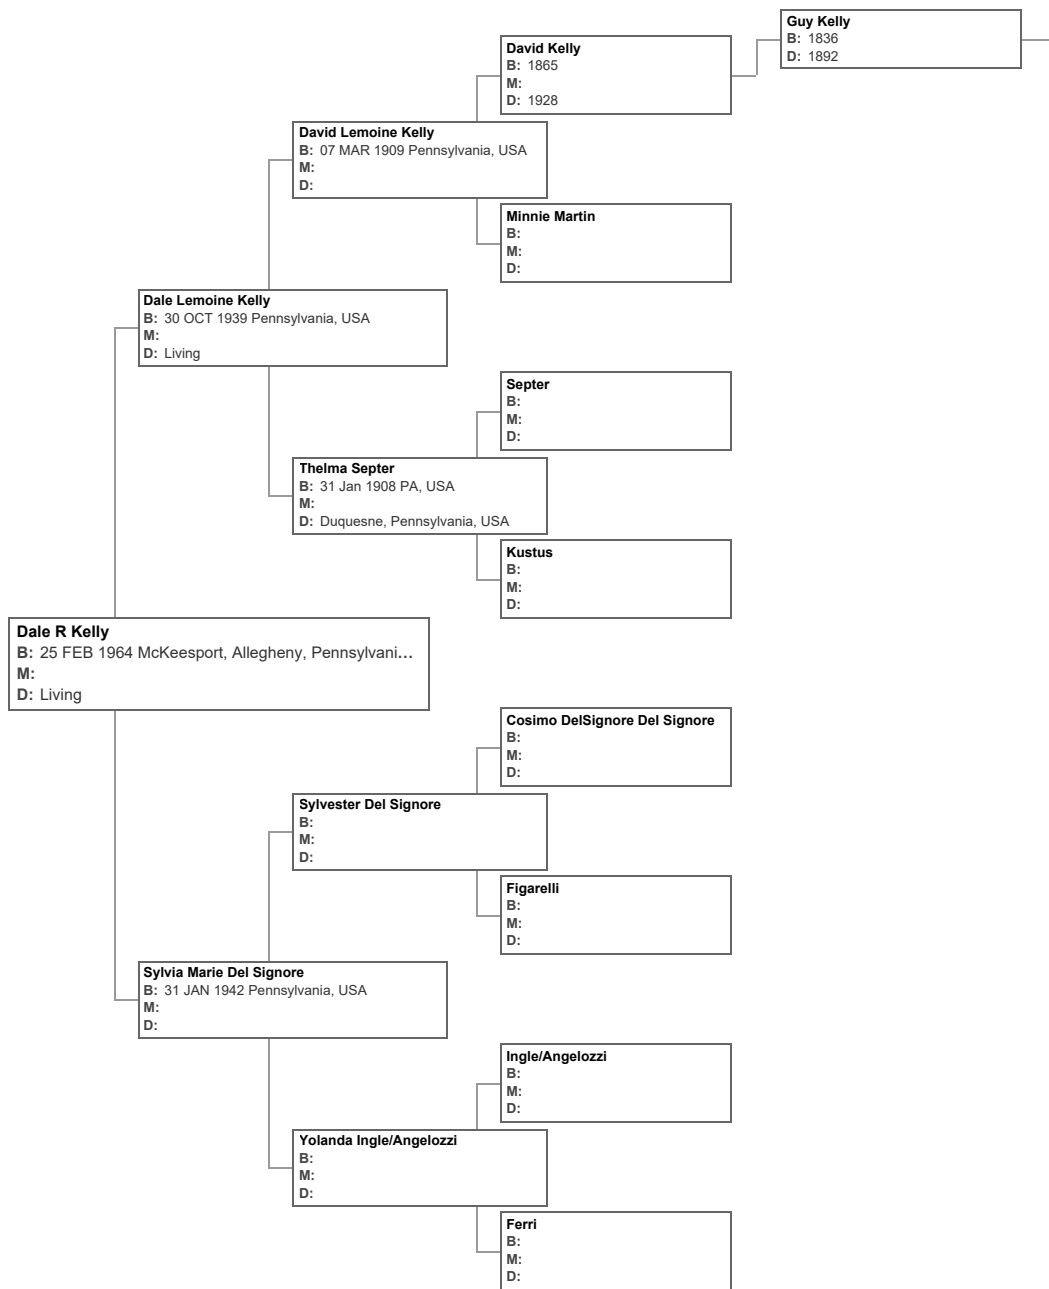 Guy Kelly
B: 1836
D: 1892
David Kelly
B: 1865
M:
D: 1928
David Lemoine Kelly
B: 07 MAR 1909 Pennsylvania, USA
M:
D:
Minnie Martin
B:
M:
D:
Dale Lemoine Kelly
B: 30 OCT 1939 Pennsylvania, USA
M:
D: Living
Septer
B:
M:
D:
Thelma Septer
B: 31 Jan 1908 PA, USA
M:
D: Duquesne, Pennsylvania, USA
Kustus
B:
M:
D:
Dale R Kelly
B: 25 FEB 1964 McKeesport, Allegheny, Pennsylvani...
M:
D: Living
Cosimo DelSignore Del Signore
B:
M:
D:
Sylvester Del Signore
B:
M:
D:
Figarelli
B:
M:
D:
Sylvia Marie Del Signore
B: 31 JAN 1942 Pennsylvania, USA
M:
D:
Ingle/Angelozzi
B:
M:
D:
Yolanda Ingle/Angelozzi
B:
M:
D:
Ferri
B:
M:
D: